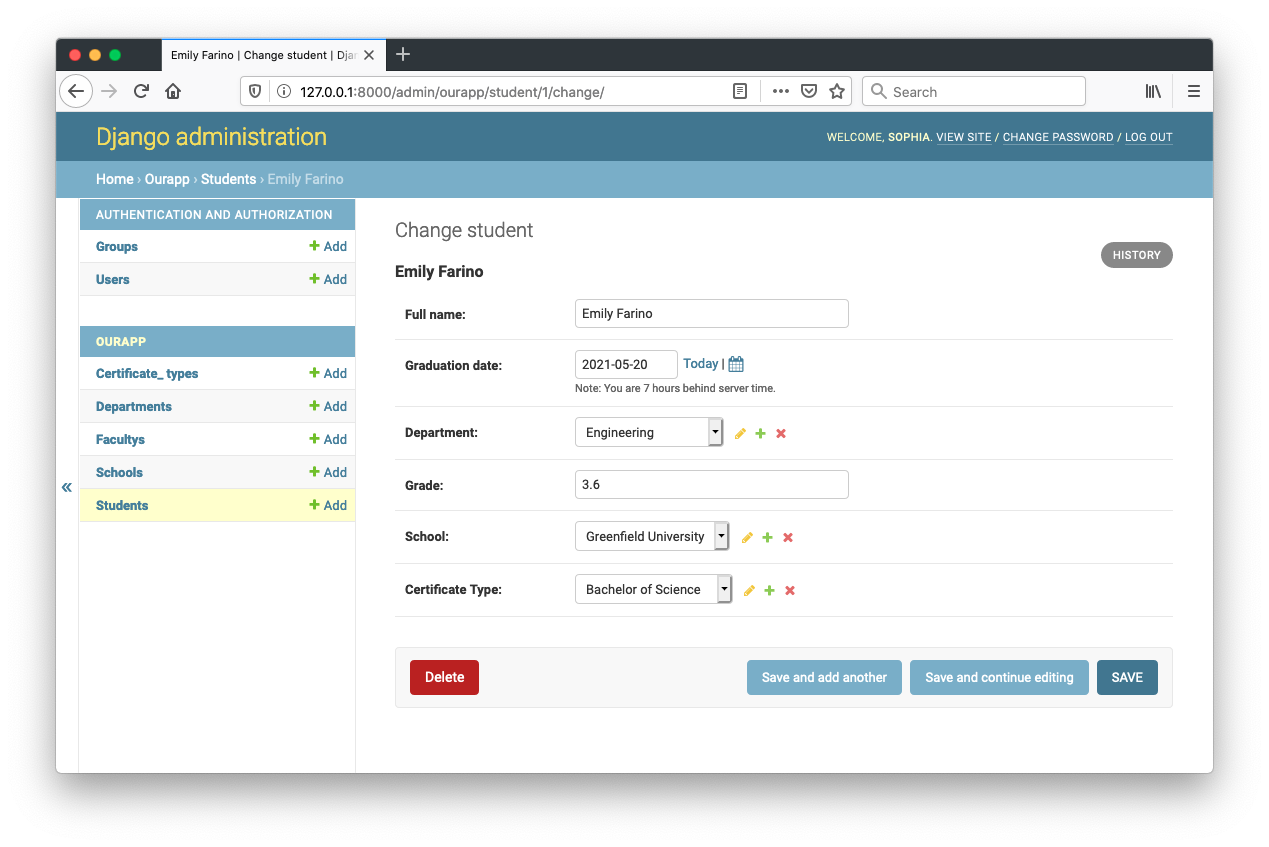 Emily Farino | Change student | Dja
127.0.0.1:8000/admin/ourapp/student/1/change/
Search
Django administration
WELCOME, SOPHIA. VIEW SITE / CHANGE PASSWORD / LOG OUT
Home › Ourapp › Students › Emily Farino
AUTHENTICATION AND AUTHORIZATION
Groups + Add
Users + Add
OURAPP
Certificate_ types + Add
Departments + Add
Facultys + Add
Schools + Add
Students + Add
«
Change student
HISTORY
Emily Farino
Full name: Emily Farino
Graduation date: 2021-05-20 Today |
Note: You are 7 hours behind server time.
Department: Engineering
Grade: 3.6
School: Greenfield University
Certificate Type: Bachelor of Science
Delete Save and add another Save and continue editing SAVE